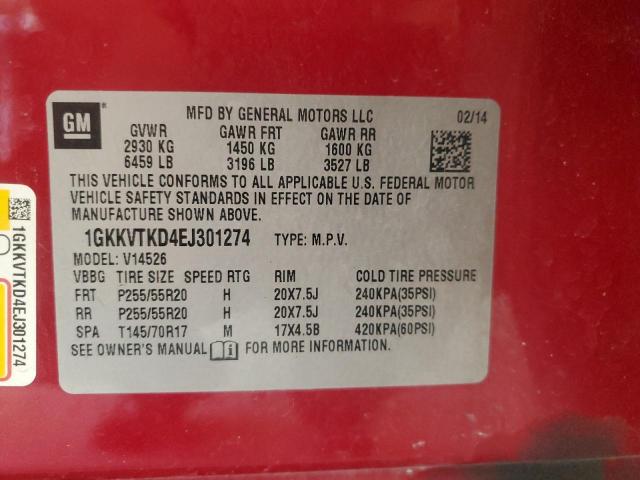 GM
MFD BY GENERAL MOTORS LLC 02/14
GVWR GAWR FRT GAWR RR
2930 KG 1450 KG 1600 KG
6459 LB 3196 LB 3527 LB
THIS VEHICLE CONFORMS TO ALL APPLICABLE U.S. FEDERAL MOTOR
VEHICLE SAFETY STANDARDS IN EFFECT ON THE DATE OF
MANUFACTURE SHOWN ABOVE.
1GKKVTKD4EJ301274 TYPE: M.P.V.
MODEL: V14526
VBBG TIRE SIZE SPEED RTG RIM COLD TIRE PRESSURE
FRT P255/55R20 H 20X7.5J 240KPA(35PSI)
RR P255/55R20 H 20X7.5J 240KPA(35PSI)
SPA T145/70R17 M 17X4.5B 420KPA(60PSI)
SEE OWNER'S MANUAL i FOR MORE INFORMATION.
1GKKVTKD4EJ301274